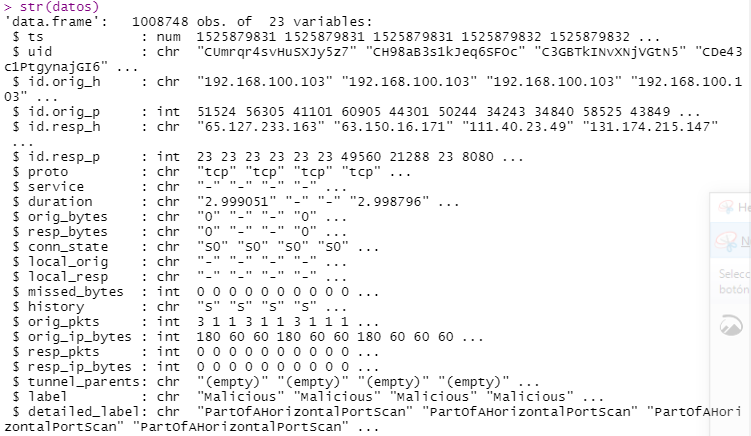 > str(datos)
'data.frame':	1008748 obs. of  23 variables:
 $ ts            : num  1525879831 1525879831 1525879831 1525879832 1525879832 ...
 $ uid           : chr  "CUmrqr4svHuSXJy5z7" "CH98aB3s1kJeq6SFOc" "C3GBTkINvXNjVGtN5" "CDe43
c1PtgynajGI6" ...
 $ id.orig_h     : chr  "192.168.100.103" "192.168.100.103" "192.168.100.103" "192.168.100.1
03" ...
 $ id.orig_p     : int  51524 56305 41101 60905 44301 50244 34243 34840 58525 43849 ...
 $ id.resp_h     : chr  "65.127.233.163" "63.150.16.171" "111.40.23.49" "131.174.215.147"
...
 $ id.resp_p     : int  23 23 23 23 23 23 49560 21288 23 8080 ...
 $ proto         : chr  "tcp" "tcp" "tcp" "tcp" ...
 $ service       : chr  "-" "-" "-" "-" ...
 $ duration      : chr  "2.999051" "-" "-" "2.998796" ...
 $ orig_bytes    : chr  "0" "-" "-" "0" ...
 $ resp_bytes    : chr  "0" "-" "-" "0" ...
 $ conn_state    : chr  "S0" "S0" "S0" "S0" ...
 $ local_orig    : chr  "-" "-" "-" "-" ...
 $ local_resp    : chr  "-" "-" "-" "-" ...
 $ missed_bytes  : int  0 0 0 0 0 0 0 0 0 0 ...
 $ history       : chr  "S" "S" "S" "S" ...
 $ orig_pkts     : int  3 1 1 3 1 1 3 1 1 1 ...
 $ orig_ip_bytes : int  180 60 60 180 60 60 180 60 60 60 ...
 $ resp_pkts     : int  0 0 0 0 0 0 0 0 0 0 ...
 $ resp_ip_bytes : int  0 0 0 0 0 0 0 0 0 0 ...
 $ tunnel_parents: chr  "(empty)" "(empty)" "(empty)" "(empty)" ...
 $ label         : chr  "Malicious" "Malicious" "Malicious" "Malicious" ...
 $ detailed_label: chr  "PartOfAHorizontalPortScan" "PartOfAHorizontalPortScan" "PartOfAHori
zontalPortScan" "PartOfAHorizontalPortScan" ...
He
N
Selecc
botón